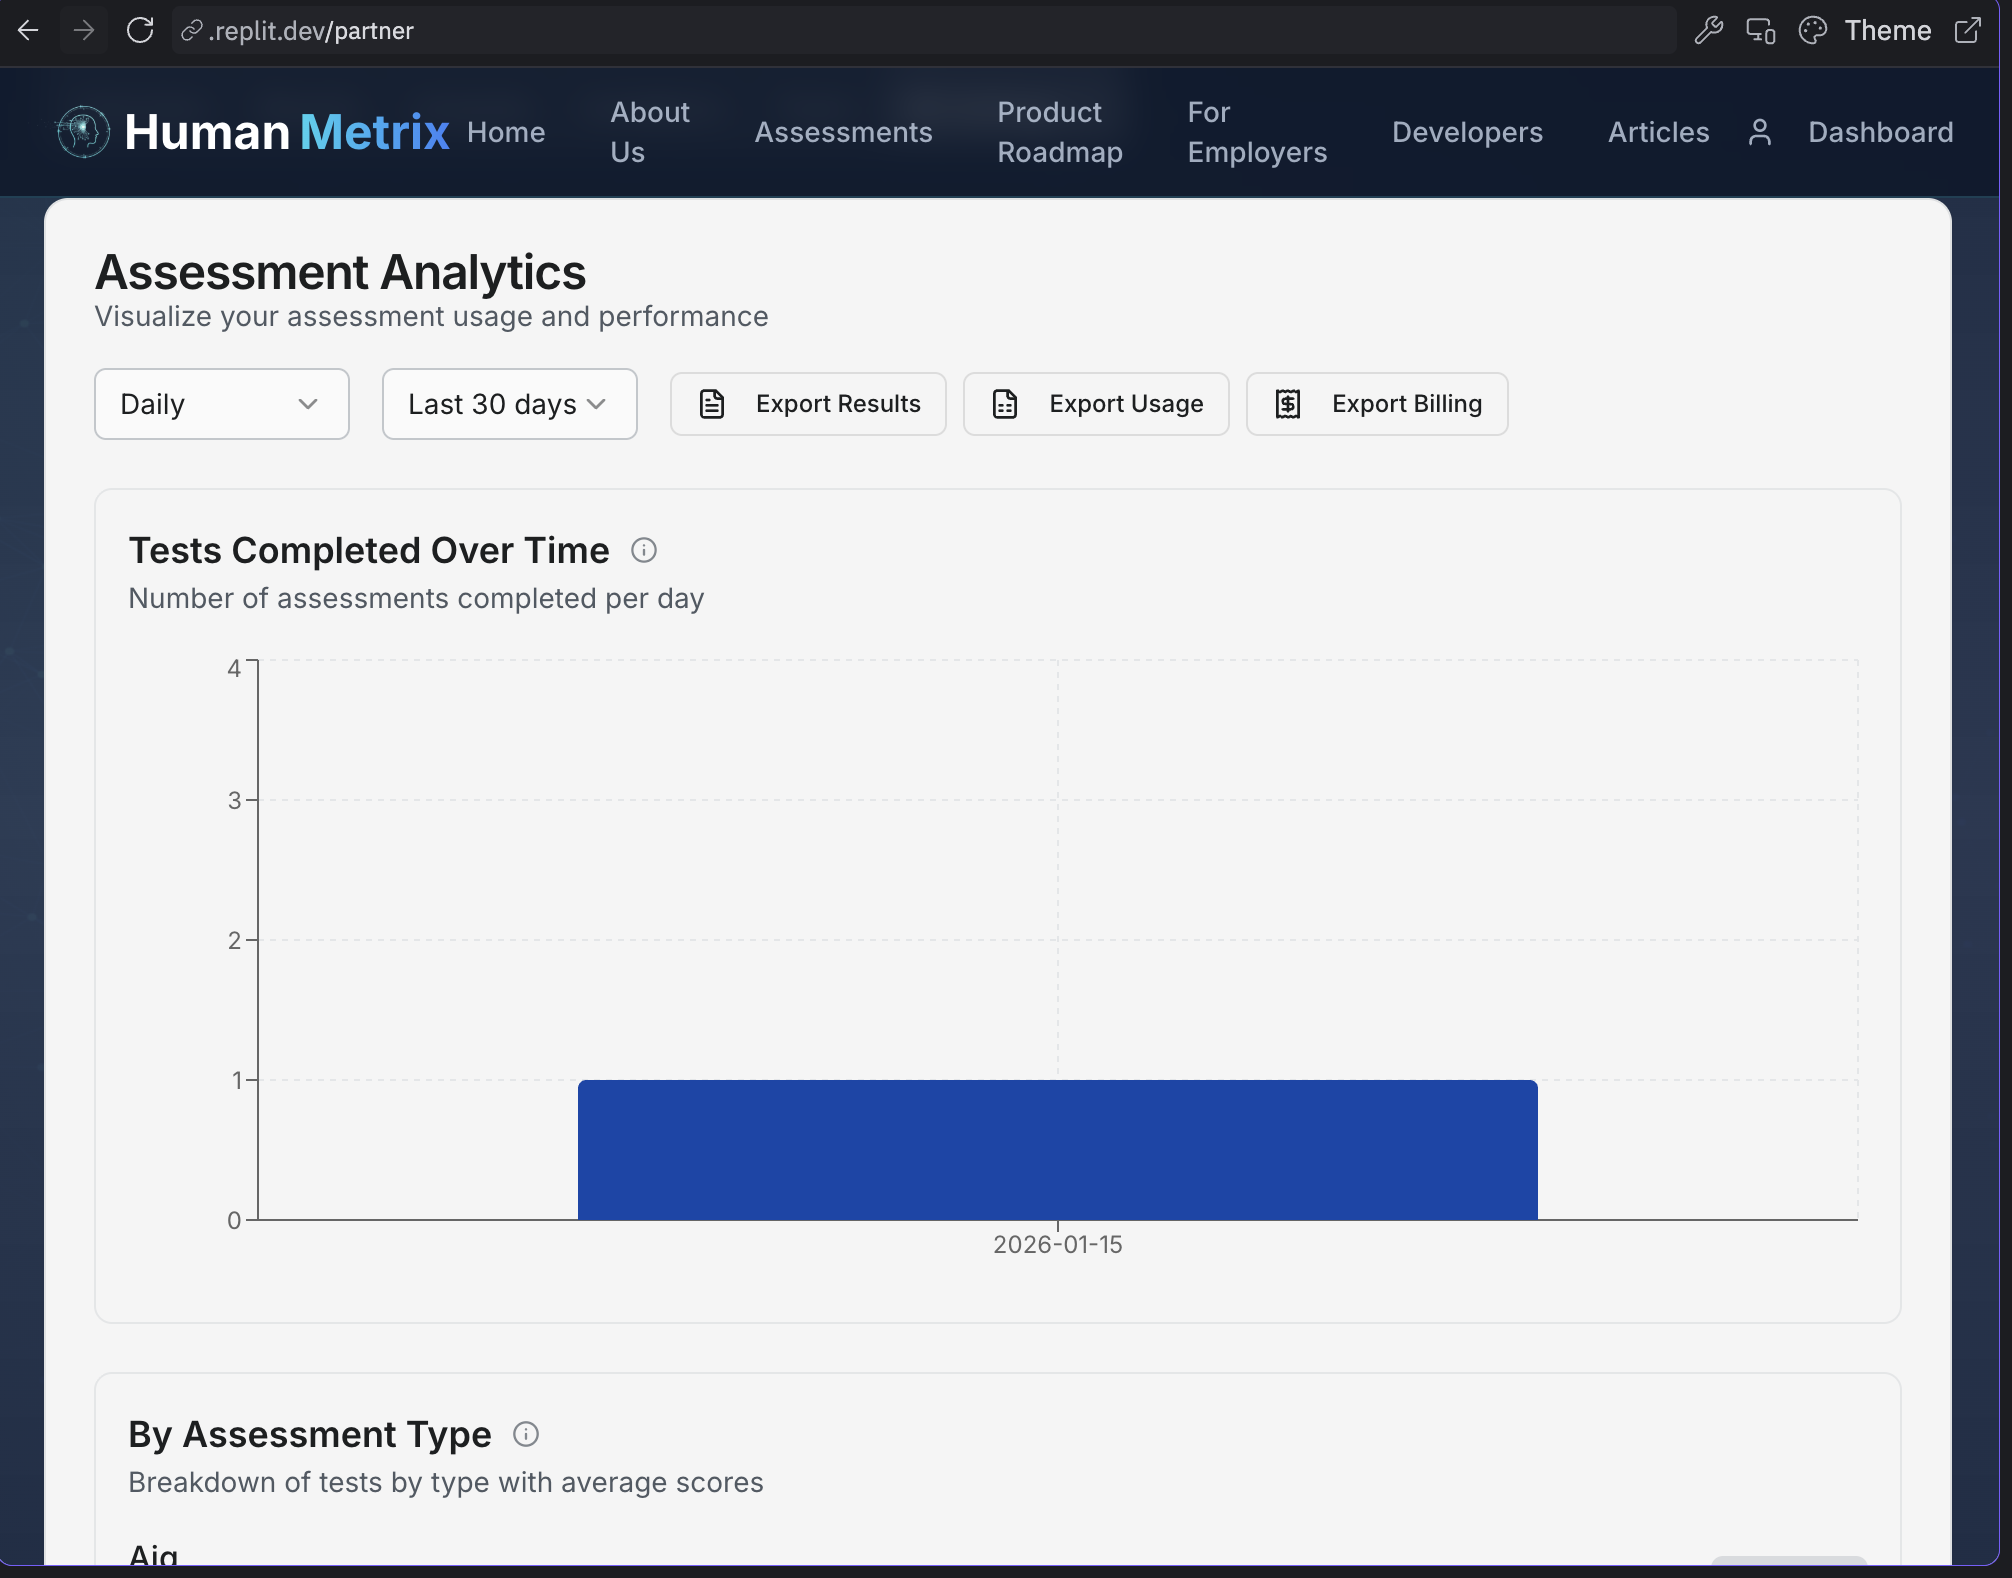 .replit.dev/partner
Theme
Human Metrix
Home
About
Us
Assessments
Product
Roadmap
For
Employers
Developers
Articles
Dashboard
Assessment Analytics
Visualize your assessment usage and performance
Daily
Last 30 days
Export Results
Export Usage
Export Billing
Tests Completed Over Time
Number of assessments completed per day
4
3
2
1
0
2026-01-15
By Assessment Type
Breakdown of tests by type with average scores
Aiq